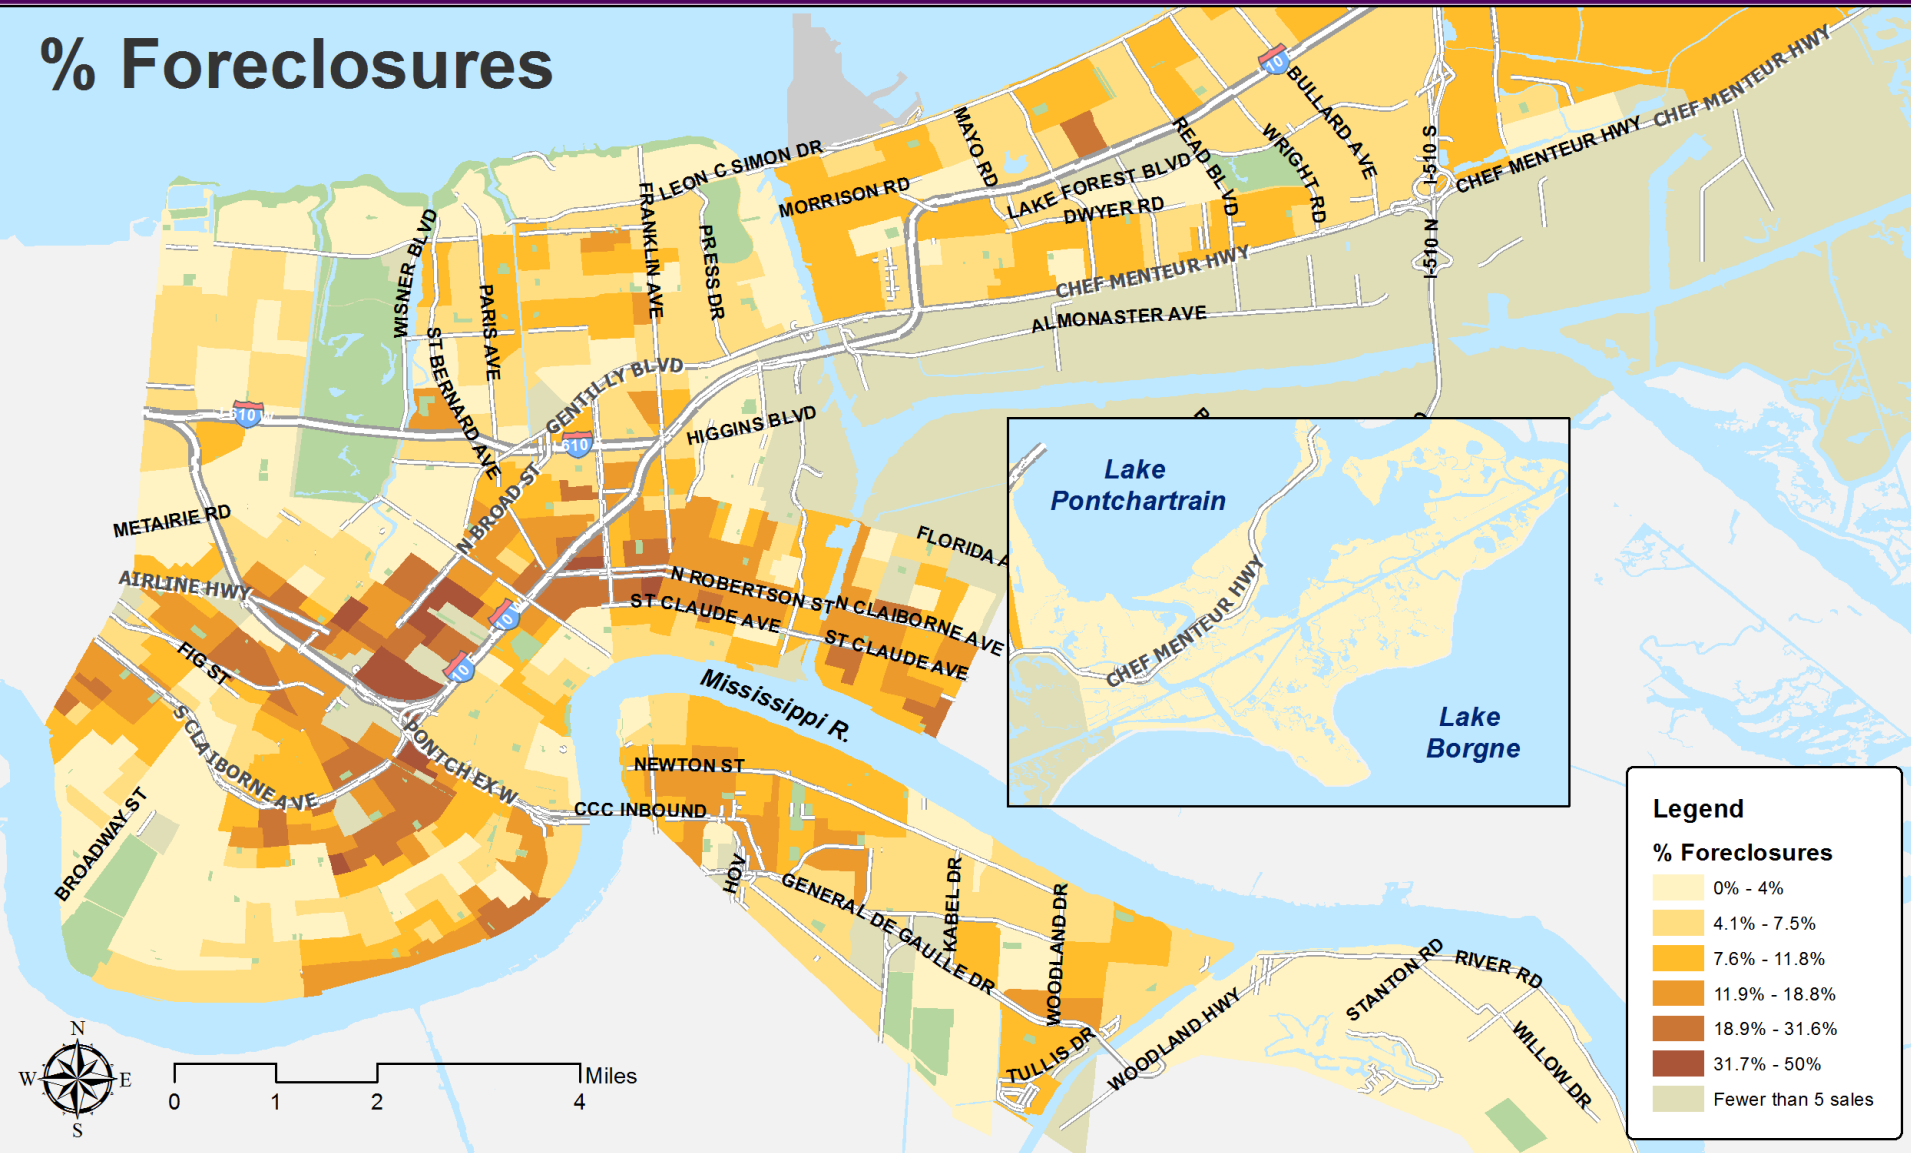 % Foreclosures
10
BULLARD AVE
CHEF MENTEUR HWY
MAYO RD
READ BLVD
WRIGHT RD
I-510 S
CHEF MENTEUR HWY
LEON C SIMON DR
MORRISON RD
LAKE FOREST BLVD
DWYER RD
FRANKLIN AVE
PRESS DR
WISNER BLVD
PARIS AVE
I-510 N
CHEF MENTEUR HWY
ALMONASTER AVE
ST BERNARD AVE
GENTILLY BLVD
610 W
610
HIGGINS BLVD
Lake
Pontchartrain
METAIRIE RD
N BROAD ST
FLORIDA A
AIRLINE HWY
N ROBERTSON ST
N CLAIBORNE AVE
ST CLAUDE AVE
ST CLAUDE AVE
10
10
CHEF MENTEUR HWY
FIG ST
Mississippi R.
Lake
Borgne
S CLAIBORNE AVE
PONTCH EX W
NEWTON ST
CCC INBOUND
BROADWAY ST
HOV
GENERAL DE GAULLE DR
KABEL DR
WOODLAND DR
TULLIS DR
WOODLAND HWY
STANTON RD
RIVER RD
WILLOW DR
Legend
% Foreclosures
0% - 4%
4.1% - 7.5%
7.6% - 11.8%
11.9% - 18.8%
18.9% - 31.6%
31.7% - 50%
Fewer than 5 sales
N
W E
S
Miles
0 1 2 4